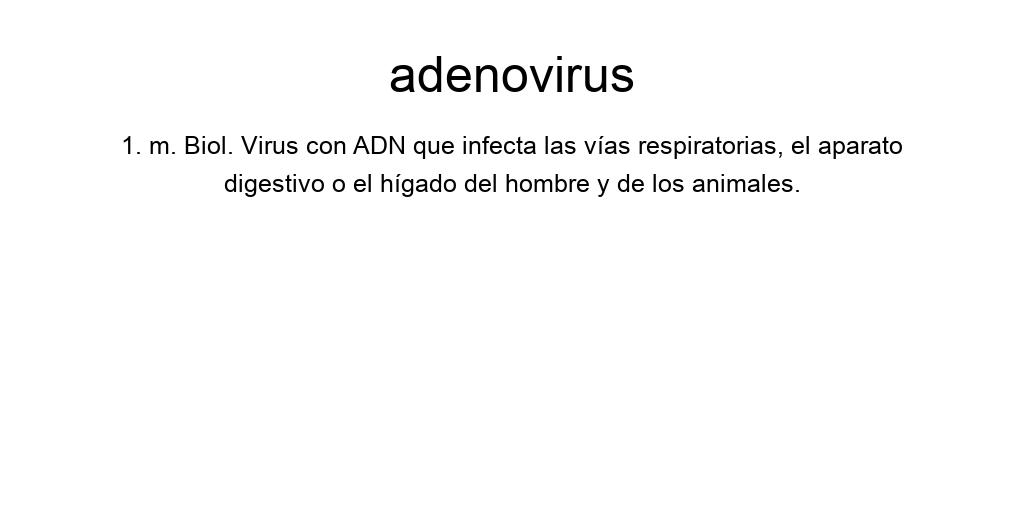 adenovirus
1. m. Biol. Virus con ADN que infecta las vías respiratorias, el aparato
digestivo o el hígado del hombre y de los animales.